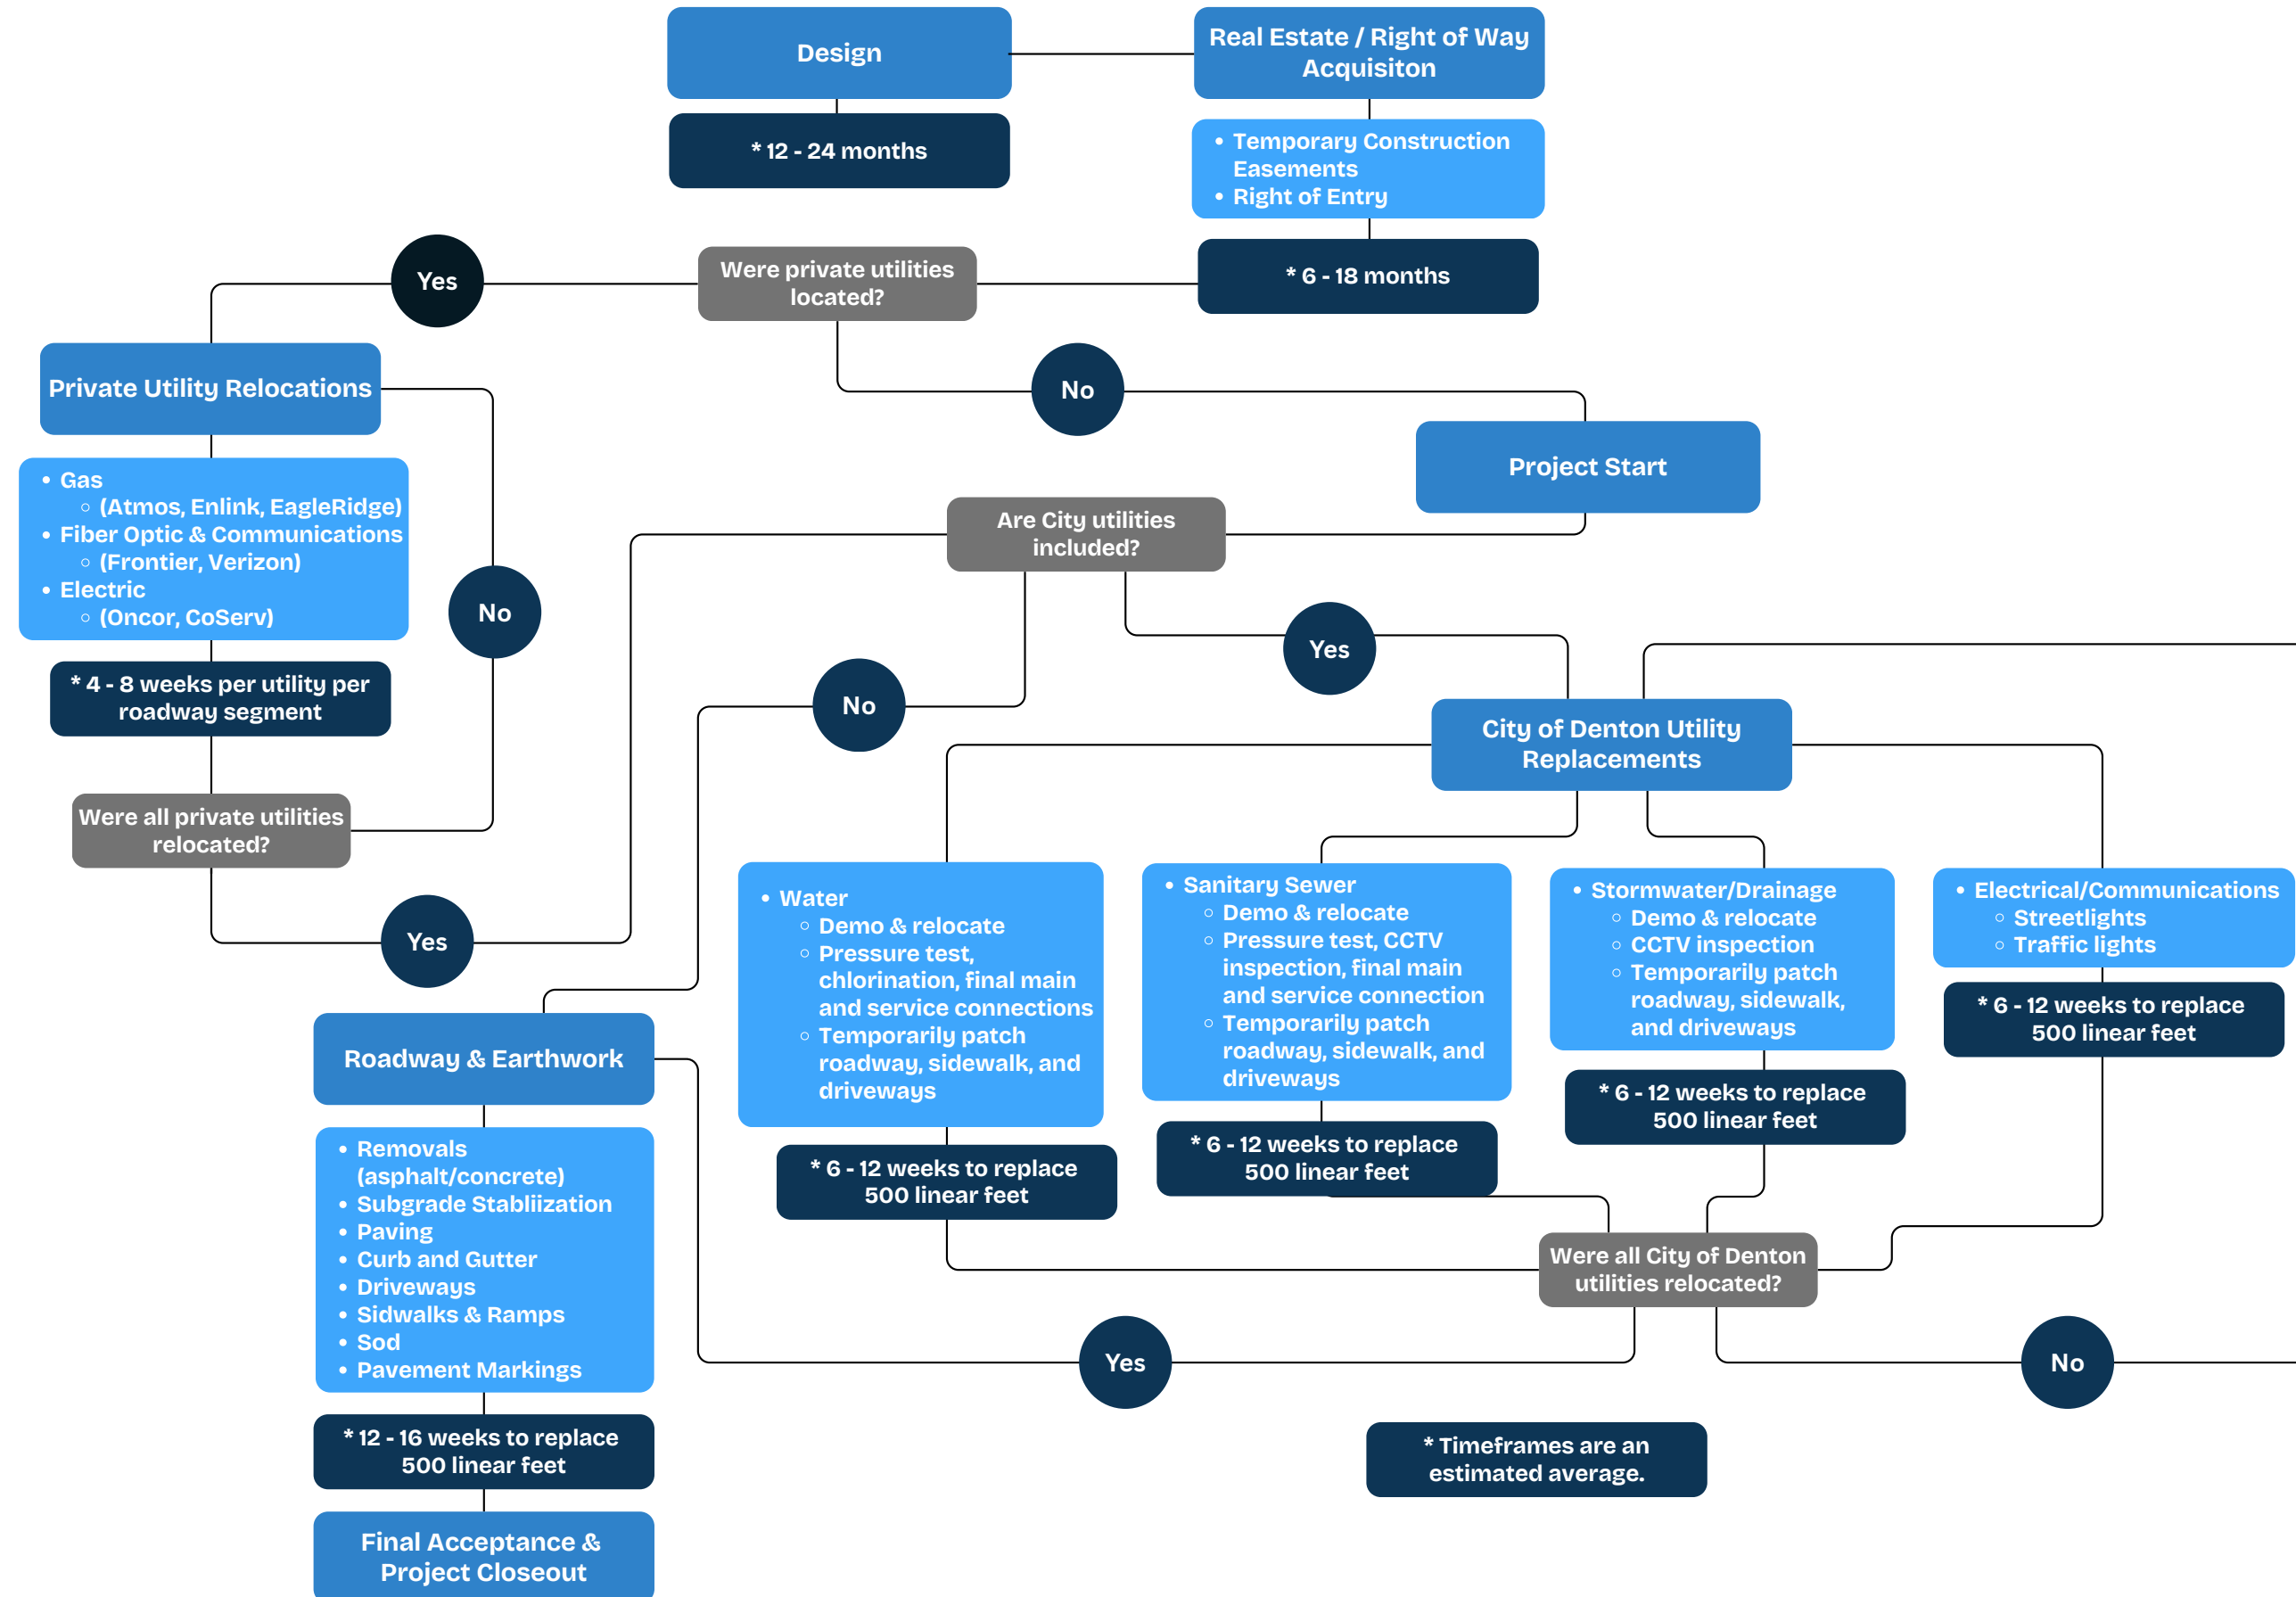 Design
Real Estate / Right of Way
Acquisiton
* 12 - 24 months
• Temporary Construction
Easements
• Right of Entry
* 6 - 18 months
Were private utilities
located?
Yes
No
Private Utility Relocations
Project Start
• Gas
◦ (Atmos, Enlink, EagleRidge)
• Fiber Optic & Communications
◦ (Frontier, Verizon)
• Electric
◦ (Oncor, CoServ)
No
Are City utilities
included?
Yes
No
* 4 - 8 weeks per utility per
roadway segment
Were all private utilities
relocated?
Yes
City of Denton Utility
Replacements
• Water
◦ Demo & relocate
◦ Pressure test,
chlorination, final main
and service connections
◦ Temporarily patch
roadway, sidewalk, and
driveways
* 6 - 12 weeks to replace
500 linear feet
• Sanitary Sewer
◦ Demo & relocate
◦ Pressure test, CCTV
inspection, final main
and service connection
◦ Temporarily patch
roadway, sidewalk, and
driveways
* 6 - 12 weeks to replace
500 linear feet
• Stormwater/Drainage
◦ Demo & relocate
◦ CCTV inspection
◦ Temporarily patch
roadway, sidewalk,
and driveways
* 6 - 12 weeks to replace
500 linear feet
• Electrical/Communications
◦ Streetlights
◦ Traffic lights
* 6 - 12 weeks to replace
500 linear feet
Were all City of Denton
utilities relocated?
Yes
No
Roadway & Earthwork
• Removals
(asphalt/concrete)
• Subgrade Stabliization
• Paving
• Curb and Gutter
• Driveways
• Sidwalks & Ramps
• Sod
• Pavement Markings
* 12 - 16 weeks to replace
500 linear feet
Final Acceptance &
Project Closeout
* Timeframes are an
estimated average.